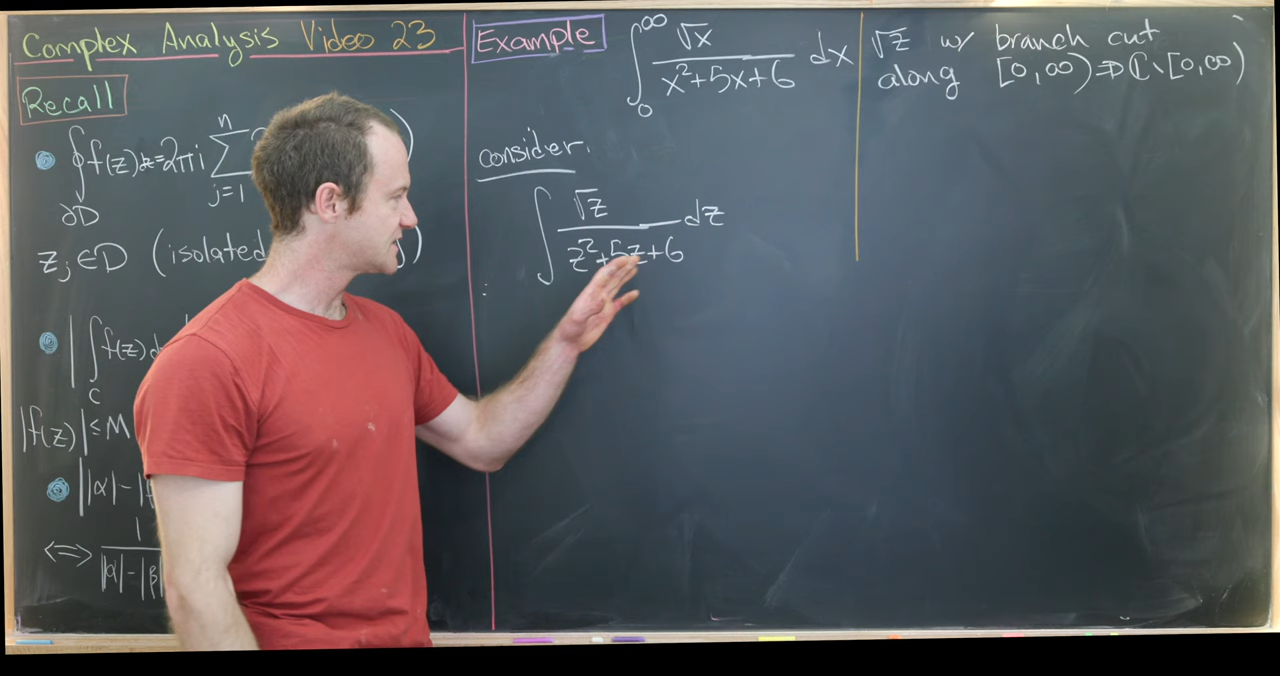 Complex Analysis Video 23
Recall
∮f(z)dz=2πi∑
∂D
n
j=1
z_j∈D (isolated
|∫f(z)d
C
|f(z)|≤M
||α|-|
⟺ 1/||α|-|β|
Example
∫_0^∞ √x/(x²+5x+6) dx
consider.
∫ √z/(z²+5z+6) dz
√z w/ branch cut
along [0,∞) ⇒ ℂ∖[0,∞)